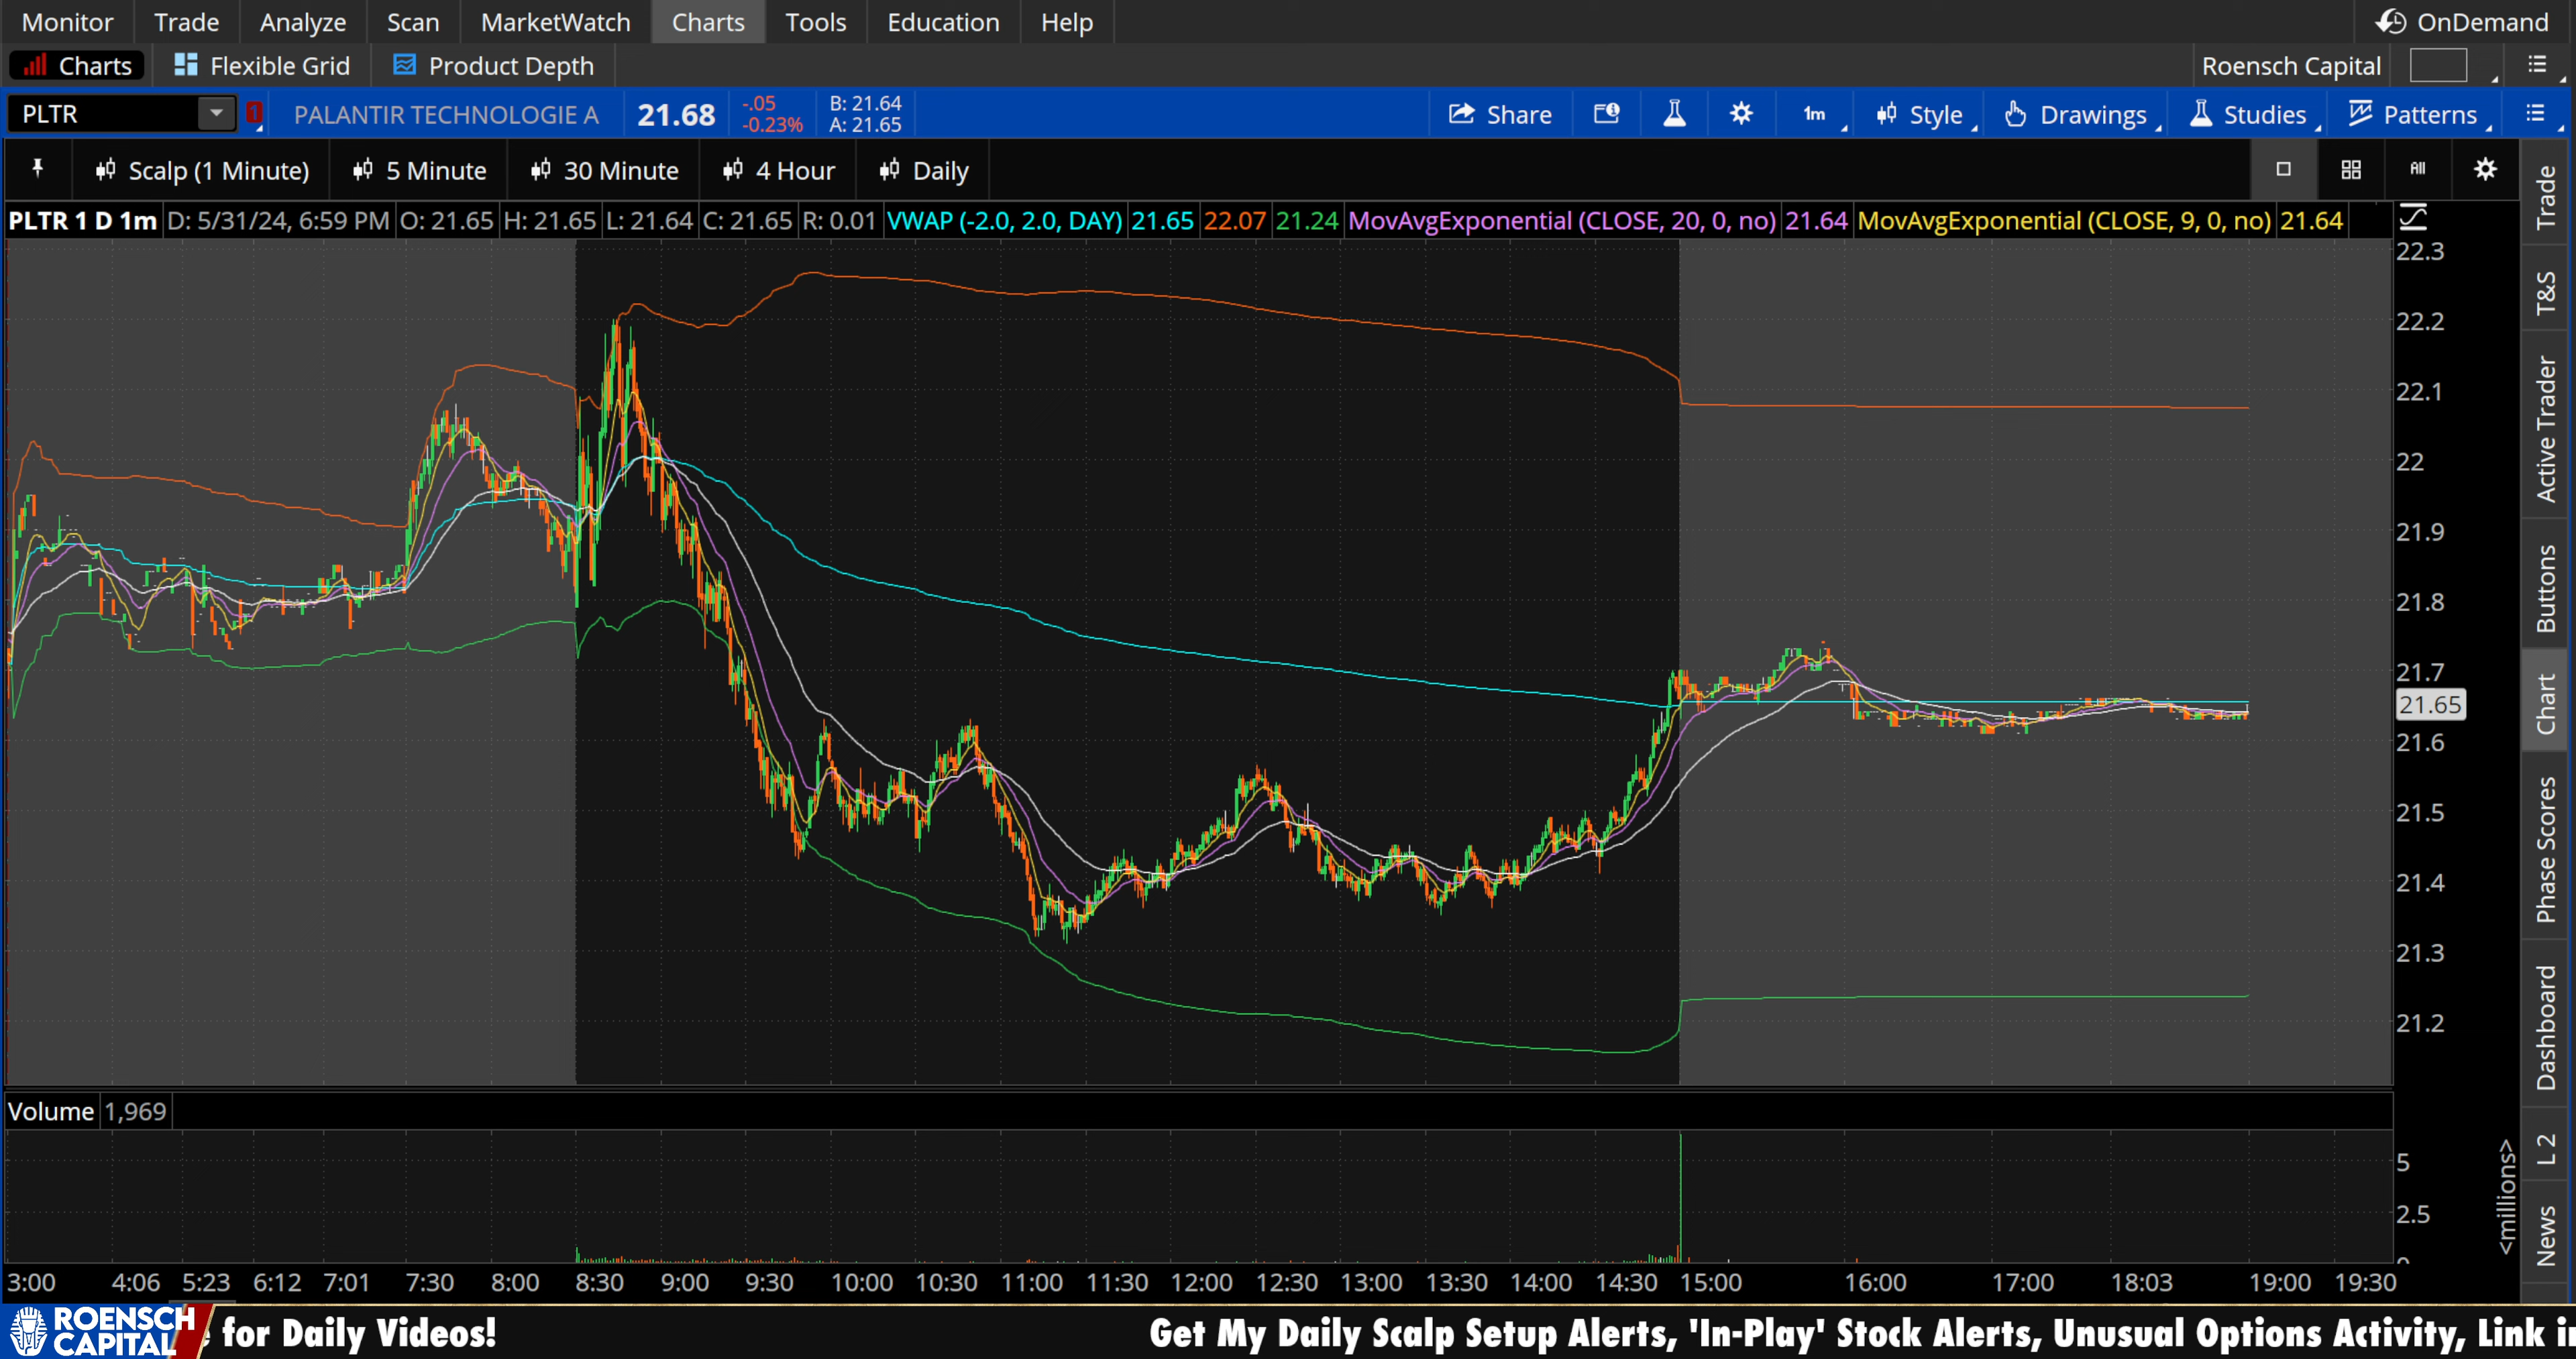 Monitor Trade Analyze Scan MarketWatch Charts Tools Education Help OnDemand
Charts Flexible Grid Product Depth Roensch Capital
PLTR 1 PALANTIR TECHNOLOGIE A 21.68 -.05 B: 21.64 Share 1m Style Drawings Studies Patterns
-0.23% A: 21.65
Scalp (1 Minute) 5 Minute 30 Minute 4 Hour Daily All
PLTR 1 D 1m D: 5/31/24, 6:59 PM O: 21.65 H: 21.65 L: 21.64 C: 21.65 R: 0.01 VWAP (-2.0, 2.0, DAY) 21.65 22.07 21.24 MovAvgExponential (CLOSE, 20, 0, no) 21.64 MovAvgExponential (CLOSE, 9, 0, no) 21.64
22.3
22.2
22.1
22
21.9
21.8
21.7
21.65
21.6
21.5
21.4
21.3
21.2
Trade
T&S
Active Trader
Buttons
Chart
Phase Scores
Dashboard
L 2
News
Volume 1,969
5
2.5
0
<millions>
3:00 4:06 5:23 6:12 7:01 7:30 8:00 8:30 9:00 9:30 10:00 10:30 11:00 11:30 12:00 12:30 13:00 13:30 14:00 14:30 15:00 16:00 17:00 18:03 19:00 19:30
ROENSCH
CAPITAL
for Daily Videos! Get My Daily Scalp Setup Alerts, 'In-Play' Stock Alerts, Unusual Options Activity, Link